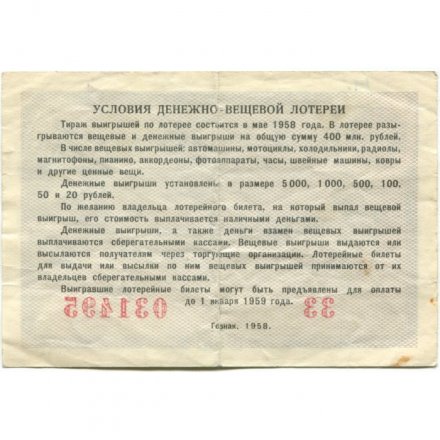 УСЛОВИЯ ДЕНЕЖНО-ВЕЩЕВОЙ ЛОТЕРЕИ
Тираж выигрышей по лотерее состоится в мае 1958 года. В лотерее разы-
грываются вещевые и денежные выигрыши на общую сумму 400 млн. рублей.
В числе вещевых выигрышей: автомашины, мотоциклы, холодильники, радиолы,
магнитофоны, пианино, аккордеоны, фотоаппараты, часы, швейные машины, ковры
и другие ценные вещи.
Денежные выигрыши установлены в размере 5 000, 1 000, 500, 100,
50 и 20 рублей.
По желанию владельца лотерейного билета, на который выпал вещевой
выигрыш, его стоимость выплачивается наличными деньгами.
Денежные выигрыши, а также деньги взамен вещевых выигрышей
выплачиваются сберегательными кассами. Вещевые выигрыши выдаются или
высылаются получателям через торгующие организации. Лотерейные билеты
для выдачи или высылки по ним вещевых выигрышей принимаются от их
владельцев сберегательными кассами.
Выигравшие лотерейные билеты могут быть предъявлены для оплаты
до 1 января 1959 года.
031495 33
Гознак. 1958.